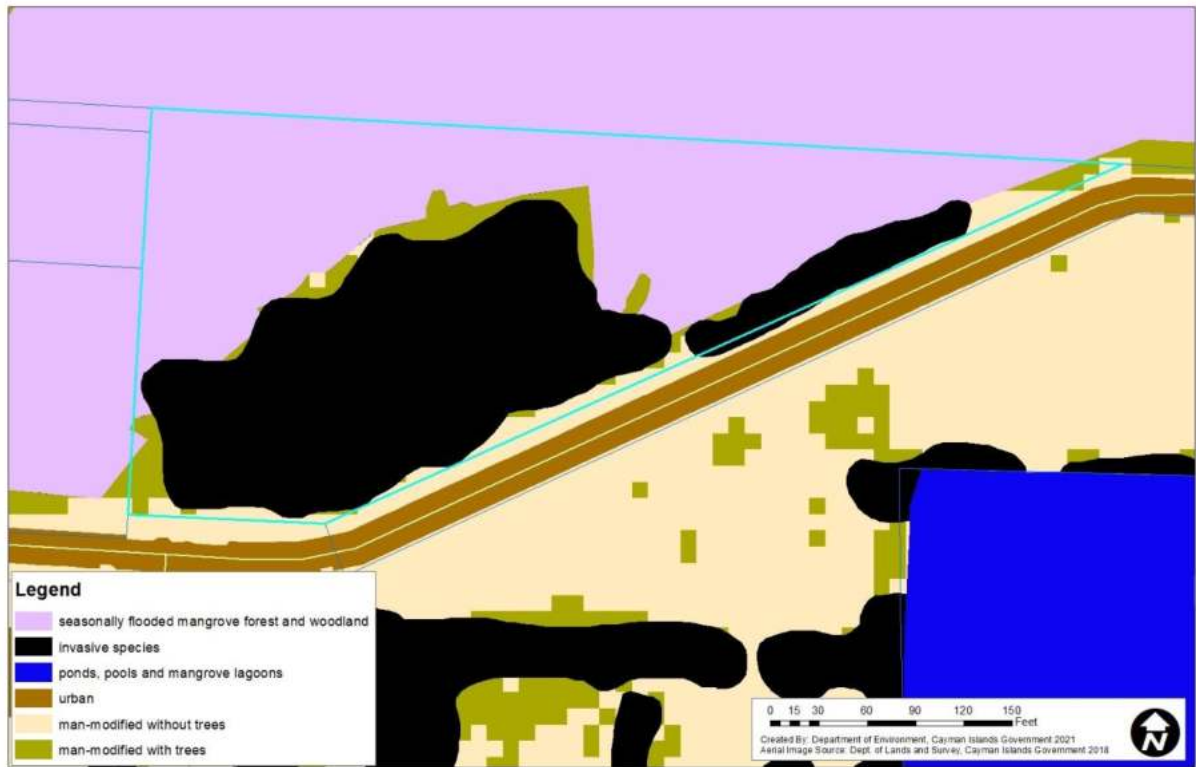 Legend
seasonally flooded mangrove forest and woodland
invasive species
ponds, pools and mangrove lagoons
urban
man-modified without trees
man-modified with trees
0 15 30 60 90 120 150
Feet
Created By: Department of Environment, Cayman Islands Government 2021
Aerial Image Source: Dept. of Lands and Survey, Cayman Islands Government 2018
N